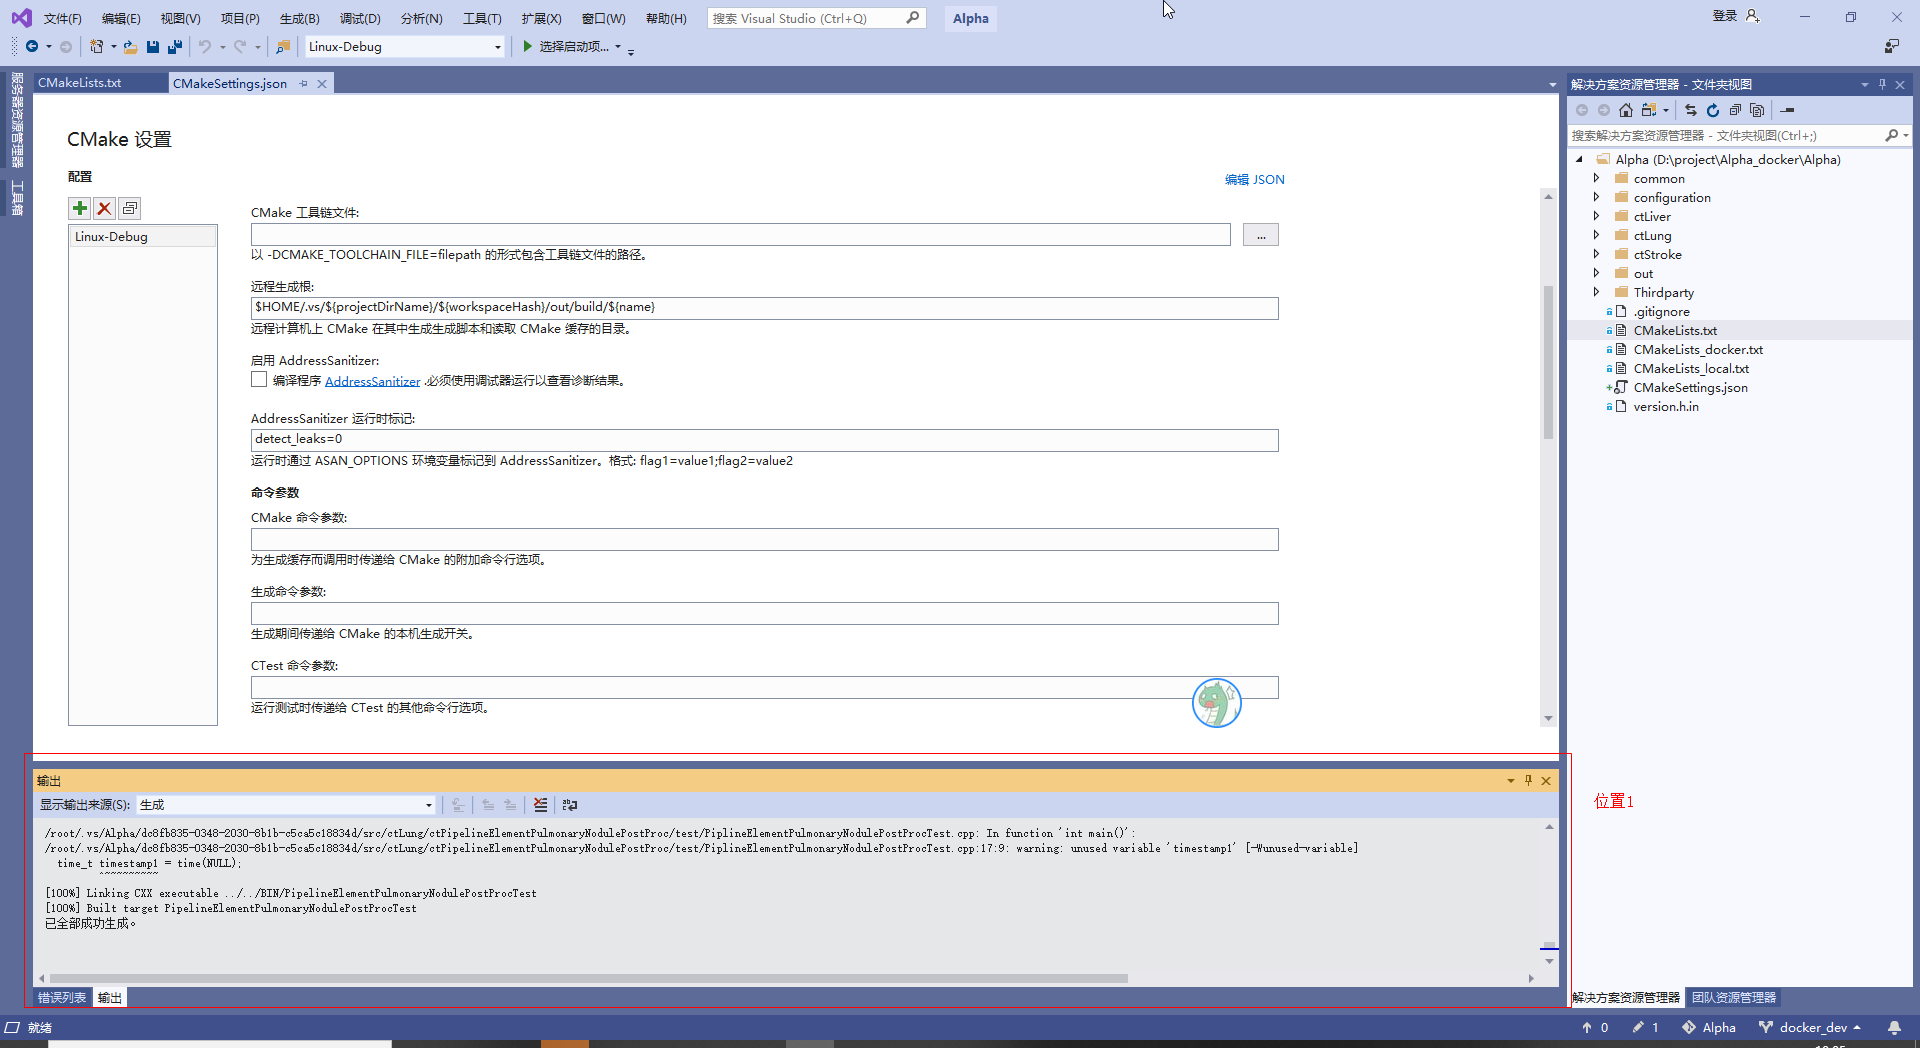 文件(F) 编辑(E) 视图(V) 项目(P) 生成(B) 调试(D) 分析(N) 工具(T) 扩展(X) 窗口(W) 帮助(H) 搜索 Visual Studio (Ctrl+Q) Alpha 登录
Linux-Debug 选择启动项...
服务器资源管理器
工具箱
CMakeLists.txt CMakeSettings.json
CMake 设置
配置
编辑 JSON
Linux-Debug
CMake 工具链文件:
...
以 -DCMAKE_TOOLCHAIN_FILE=filepath 的形式包含工具链文件的路径。
远程生成根:
$HOME/.vs/${projectDirName}/${workspaceHash}/out/build/${name}
远程计算机上 CMake 在其中生成生成脚本和读取 CMake 缓存的目录。
启用 AddressSanitizer:
编译程序 AddressSanitizer .必须使用调试器运行以查看诊断结果。
AddressSanitizer 运行时标记:
detect_leaks=0
运行时通过 ASAN_OPTIONS 环境变量标记到 AddressSanitizer。格式: flag1=value1;flag2=value2
命令参数
CMake 命令参数:
为生成缓存而调用时传递给 CMake 的附加命令行选项。
生成命令参数:
生成期间传递给 CMake 的本机生成开关。
CTest 命令参数:
运行测试时传递给 CTest 的其他命令行选项。
解决方案资源管理器 - 文件夹视图
搜索解决方案资源管理器 - 文件夹视图(Ctrl+;)
Alpha (D:\project\Alpha_docker\Alpha)
common
configuration
ctLiver
ctLung
ctStroke
out
Thirdparty
.gitignore
CMakeLists.txt
CMakeLists_docker.txt
CMakeLists_local.txt
CMakeSettings.json
version.h.in
位置1
输出
显示输出来源(S): 生成
/root/.vs/Alpha/dc8fb835-0348-2030-8b1b-c5ca5c18834d/src/ctLung/ctPipelineElementPulmonaryNodulePostProc/test/PiplineElementPulmonaryNodulePostProcTest.cpp: In function 'int main()':
/root/.vs/Alpha/dc8fb835-0348-2030-8b1b-c5ca5c18834d/src/ctLung/ctPipelineElementPulmonaryNodulePostProc/test/PiplineElementPulmonaryNodulePostProcTest.cpp:17:9: warning: unused variable 'timestamp1' [-Wunused-variable]
time_t timestamp1 = time(NULL);
^~~~~~~~~~
[100%] Linking CXX executable ../../BIN/PipelineElementPulmonaryNodulePostProcTest
[100%] Built target PipelineElementPulmonaryNodulePostProcTest
已全部成功生成。
错误列表 输出
解决方案资源管理器 团队资源管理器
就绪 0 1 Alpha docker_dev